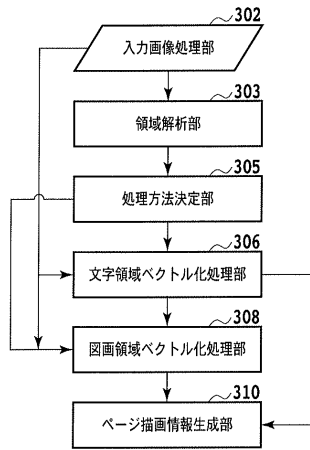 302
入力画像処理部
303
領域解析部
305
処理方法決定部
306
文字領域ベクトル化処理部
308
図画領域ベクトル化処理部
310
ページ描画情報生成部